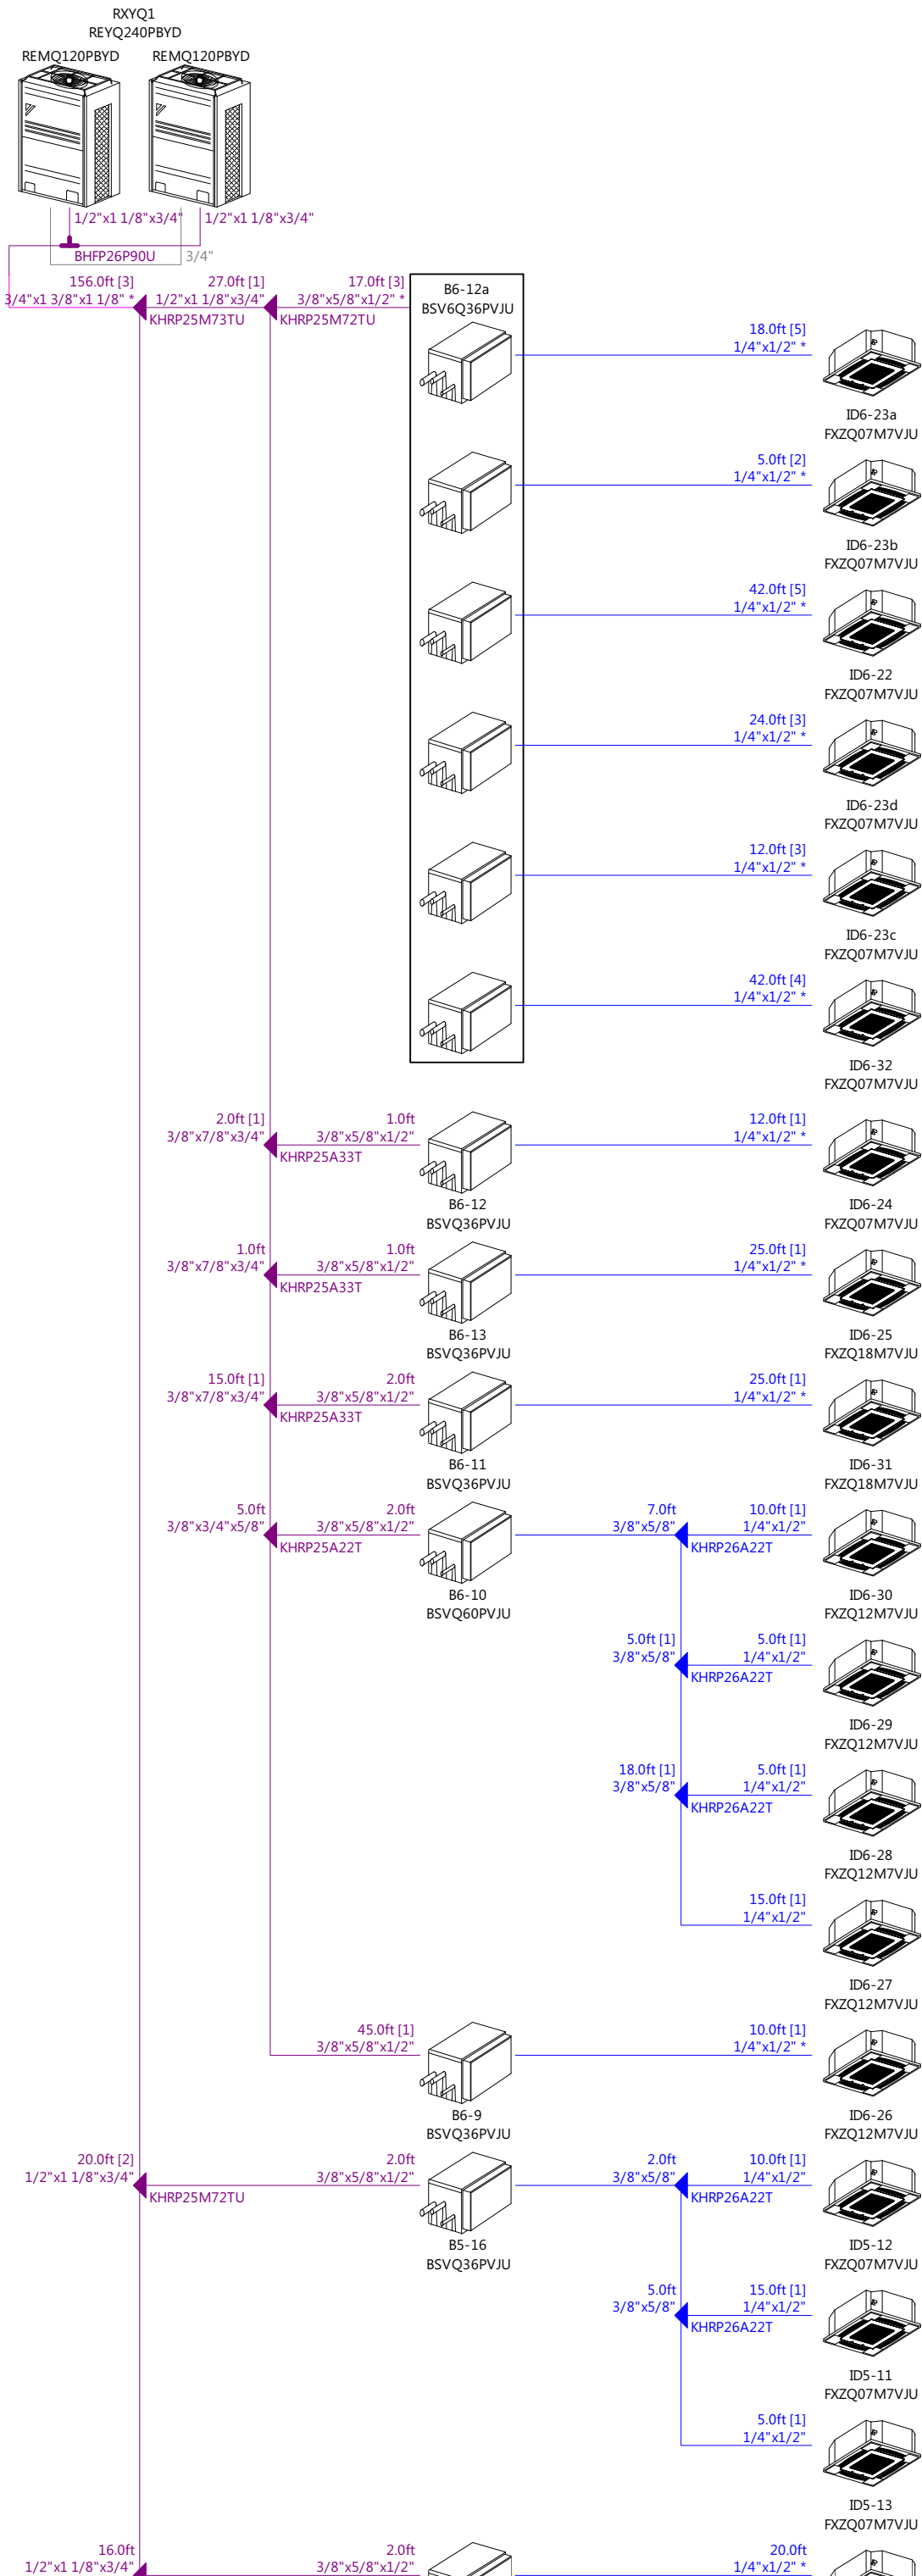 RXYQ1
REYQ240PBYD
REMQ120PBYD REMQ120PBYD
1/2"x1 1/8"x3/4" 1/2"x1 1/8"x3/4"
BHFP26P90U 3/4"
156.0ft [3] 27.0ft [1] 17.0ft [3]
3/4"x1 3/8"x1 1/8" * 1/2"x1 1/8"x3/4" 3/8"x5/8"x1/2" *
KHRP25M73TU KHRP25M72TU
B6-12a
BSV6Q36PVJU
18.0ft [5]
1/4"x1/2" *
ID6-23a
FXZQ07M7VJU
5.0ft [2]
1/4"x1/2" *
ID6-23b
FXZQ07M7VJU
42.0ft [5]
1/4"x1/2" *
ID6-22
FXZQ07M7VJU
24.0ft [3]
1/4"x1/2" *
ID6-23d
FXZQ07M7VJU
12.0ft [3]
1/4"x1/2" *
ID6-23c
FXZQ07M7VJU
42.0ft [4]
1/4"x1/2" *
ID6-32
FXZQ07M7VJU
2.0ft [1] 1.0ft 12.0ft [1]
3/8"x7/8"x3/4" 3/8"x5/8"x1/2" 1/4"x1/2" *
KHRP25A33T
B6-12 ID6-24
BSVQ36PVJU FXZQ07M7VJU
1.0ft 1.0ft 25.0ft [1]
3/8"x7/8"x3/4" 3/8"x5/8"x1/2" 1/4"x1/2" *
KHRP25A33T
B6-13 ID6-25
BSVQ36PVJU FXZQ18M7VJU
15.0ft [1] 2.0ft 25.0ft [1]
3/8"x7/8"x3/4" 3/8"x5/8"x1/2" 1/4"x1/2" *
KHRP25A33T
B6-11 ID6-31
BSVQ36PVJU FXZQ18M7VJU
5.0ft 2.0ft 7.0ft 10.0ft [1]
3/8"x3/4"x5/8" 3/8"x5/8"x1/2" 3/8"x5/8" 1/4"x1/2"
KHRP25A22T KHRP26A22T
B6-10 ID6-30
BSVQ60PVJU FXZQ12M7VJU
5.0ft [1] 5.0ft [1]
3/8"x5/8" 1/4"x1/2"
KHRP26A22T
ID6-29
FXZQ12M7VJU
18.0ft [1] 5.0ft [1]
3/8"x5/8" 1/4"x1/2"
KHRP26A22T
ID6-28
FXZQ12M7VJU
15.0ft [1]
1/4"x1/2"
ID6-27
FXZQ12M7VJU
45.0ft [1] 10.0ft [1]
3/8"x5/8"x1/2" 1/4"x1/2" *
B6-9 ID6-26
BSVQ36PVJU FXZQ12M7VJU
20.0ft [2] 2.0ft 2.0ft 10.0ft [1]
1/2"x1 1/8"x3/4" 3/8"x5/8"x1/2" 3/8"x5/8" 1/4"x1/2"
KHRP25M72TU KHRP26A22T
B5-16 ID5-12
BSVQ36PVJU FXZQ07M7VJU
5.0ft 15.0ft [1]
3/8"x5/8" 1/4"x1/2"
KHRP26A22T
ID5-11
FXZQ07M7VJU
5.0ft [1]
1/4"x1/2"
ID5-13
FXZQ07M7VJU
16.0ft 2.0ft 20.0ft
1/2"x1 1/8"x3/4" 3/8"x5/8"x1/2" 1/4"x1/2" *